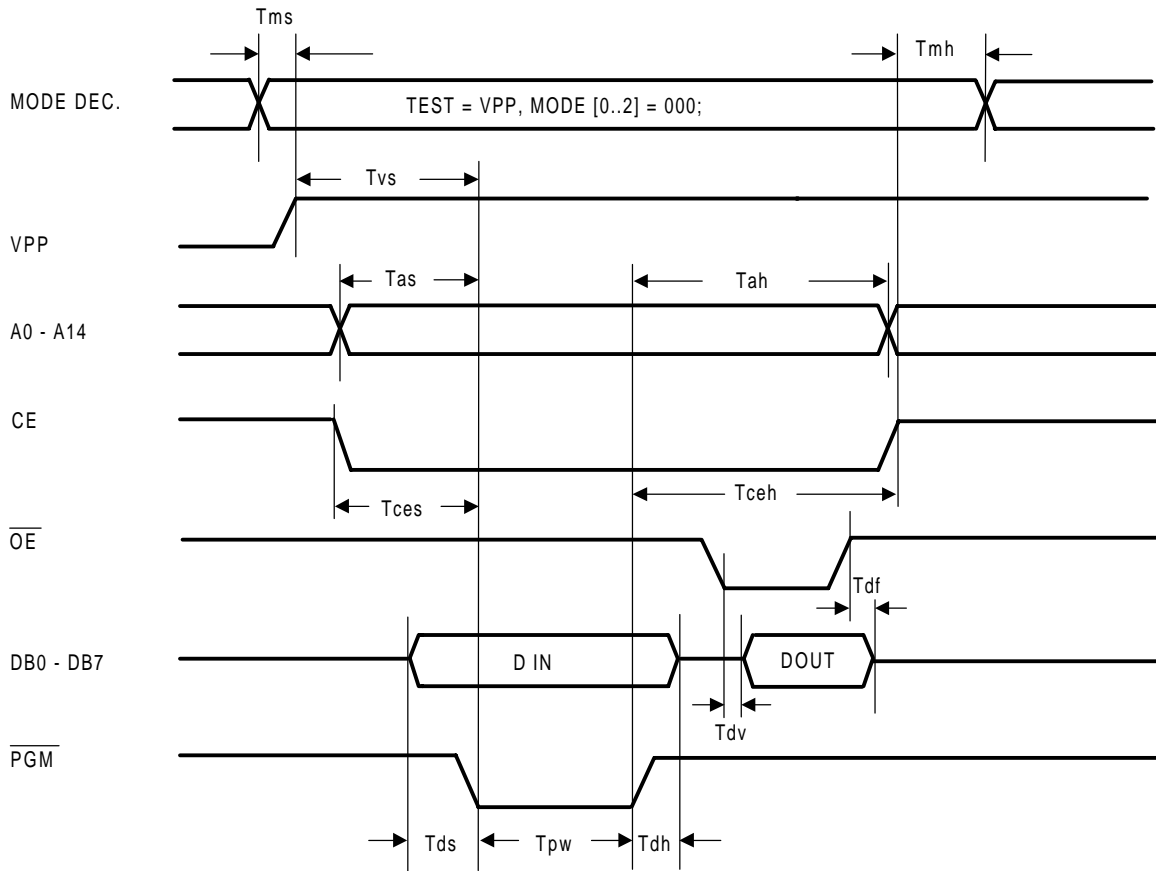 Tms
Tmh
MODE DEC.
TEST = VPP, MODE [0..2] = 000;
Tvs
VPP
Tas
Tah
A0 - A14
CE
Tces
Tceh
OE
Tdf
DB0 - DB7
D IN
DOUT
Tdv
PGM
Tds
Tpw
Tdh